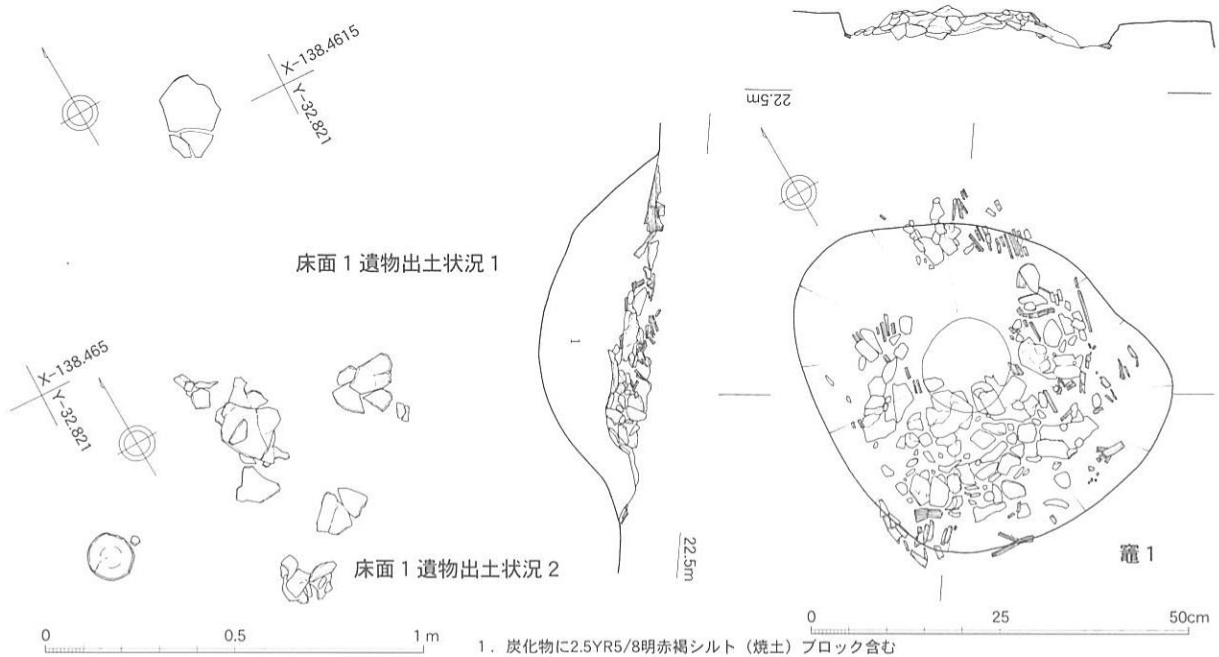 X-138.4615
Y-32.821
床面1遺物出土状況1
X-138.465
Y-32.821
床面1遺物出土状況2
0 0.5 1m
22.5m
22.5m
1
竈1
0 25 50cm
1. 炭化物に2.5YR5/8明赤褐シルト（焼土）ブロック含む